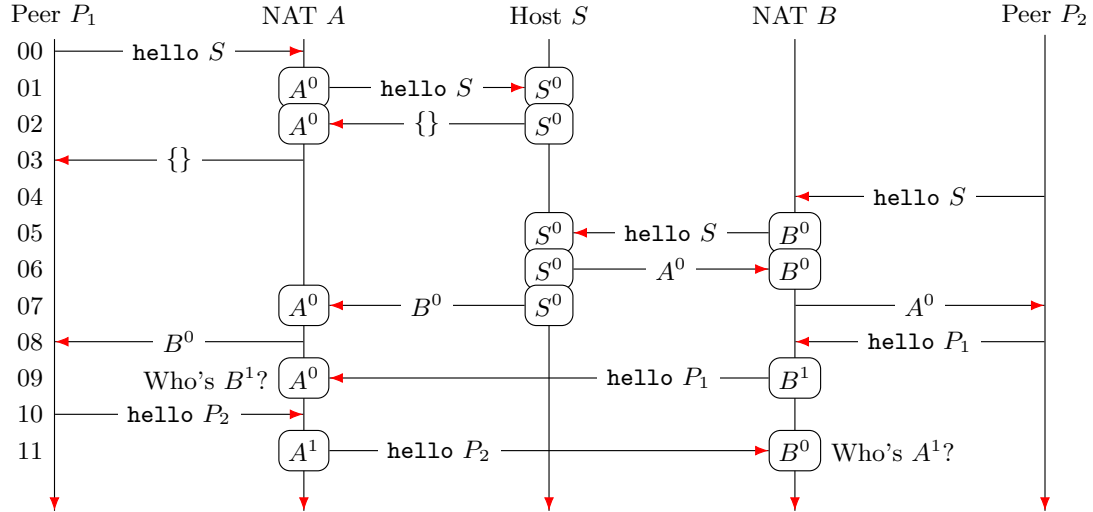 Peer P₁ NAT A Host S NAT B Peer P₂
00 hello S
01 A⁰ hello S S⁰
02 A⁰ {} S⁰
03 {}
04 hello S
05 S⁰ hello S B⁰
06 S⁰ A⁰ B⁰
07 A⁰ B⁰ S⁰ A⁰
08 B⁰ hello P₁
09 Who's B¹? A⁰ hello P₁ B¹
10 hello P₂
11 A¹ hello P₂ B⁰ Who's A¹?